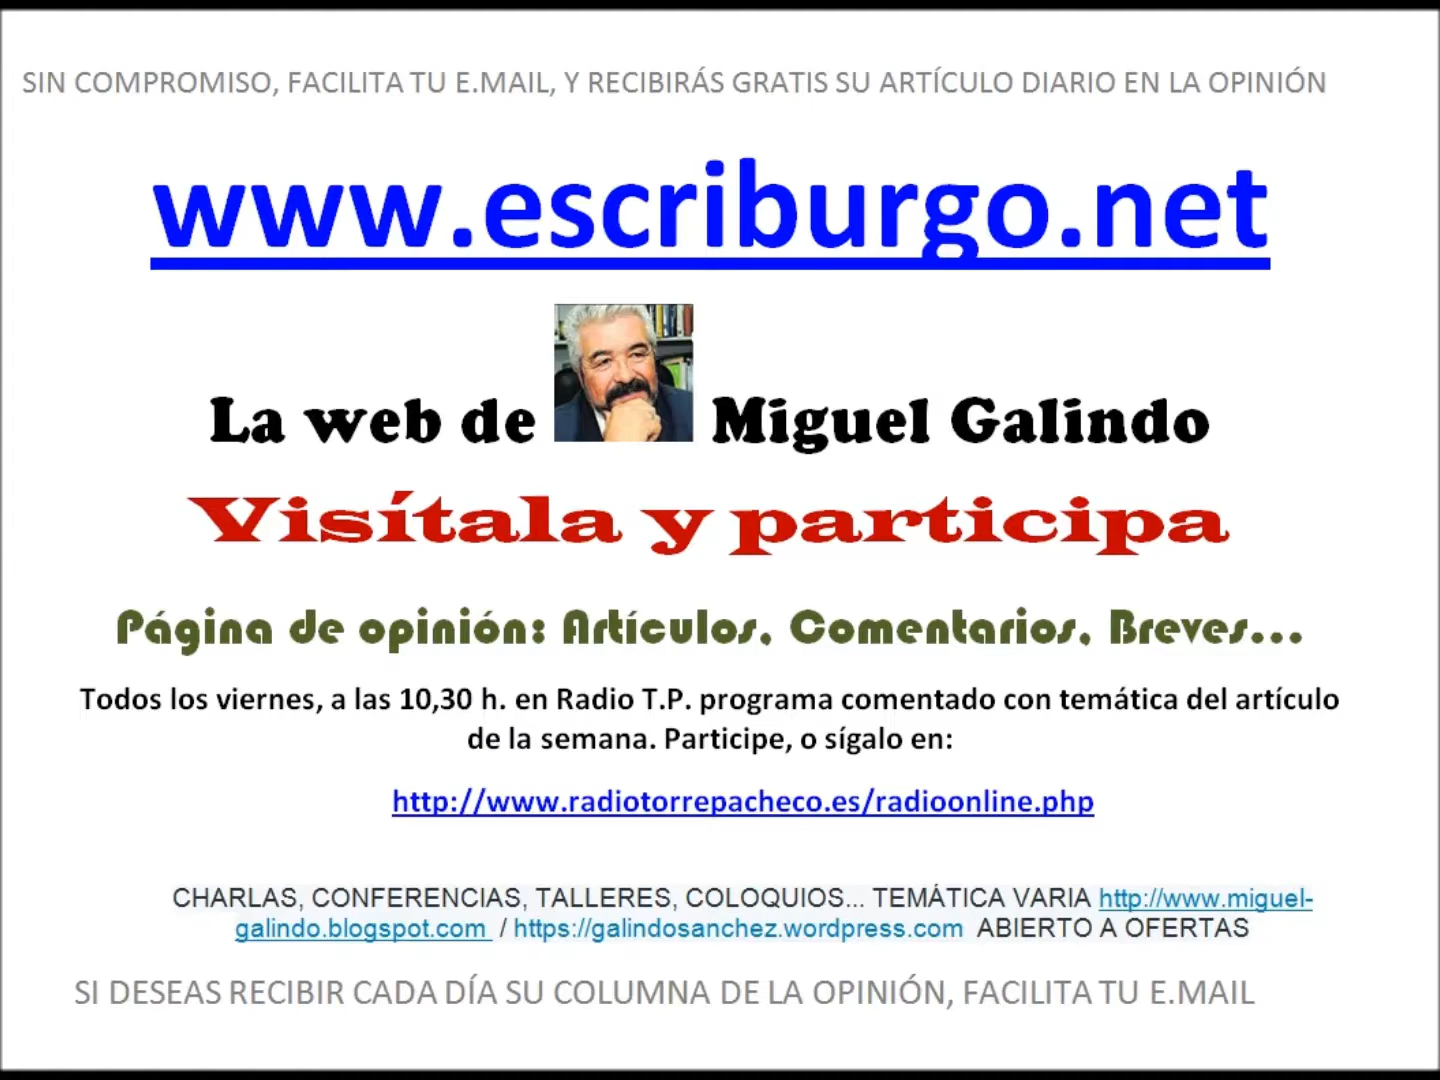 SIN COMPROMISO, FACILITA TU E.MAIL, Y RECIBIRÁS GRATIS SU ARTÍCULO DIARIO EN LA OPINIÓN
www.escriburgo.net
La web de Miguel Galindo
Visítala y participa
Página de opinión: Artículos, Comentarios, Breves...
Todos los viernes, a las 10,30 h. en Radio T.P. programa comentado con temática del artículo
de la semana. Participe, o sígalo en:
http://www.radiotorrepacheco.es/radioonline.php
CHARLAS, CONFERENCIAS, TALLERES, COLOQUIOS... TEMÁTICA VARIA http://www.miguel-
galindo.blogspot.com / https://galindosanchez.wordpress.com ABIERTO A OFERTAS
SI DESEAS RECIBIR CADA DÍA SU COLUMNA DE LA OPINIÓN, FACILITA TU E.MAIL